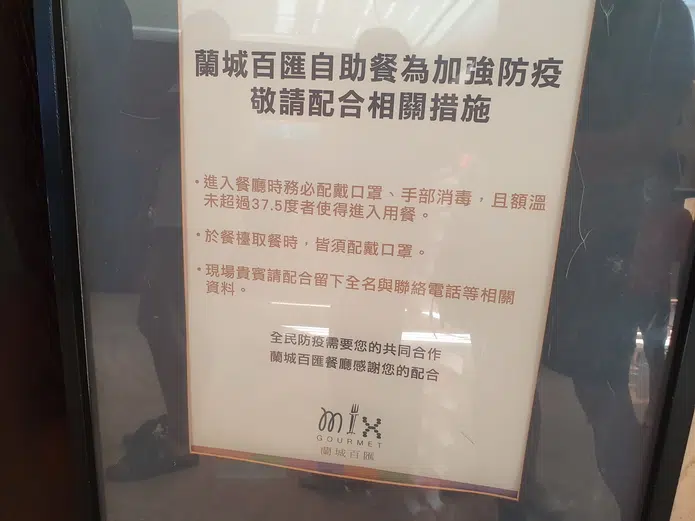 蘭城百匯自助餐為加強防疫
敬請配合相關措施
・進入餐廳時務必配戴口罩、手部消毒,且額溫
未超過37.5度者使得進入用餐。
・於餐檯取餐時,皆須配戴口罩。
・現場貴賓請配合留下全名與聯絡電話等相關
資料。
全民防疫需要您的共同合作
蘭城百匯餐廳感謝您的配合
mix
GOURMET
蘭城百匯